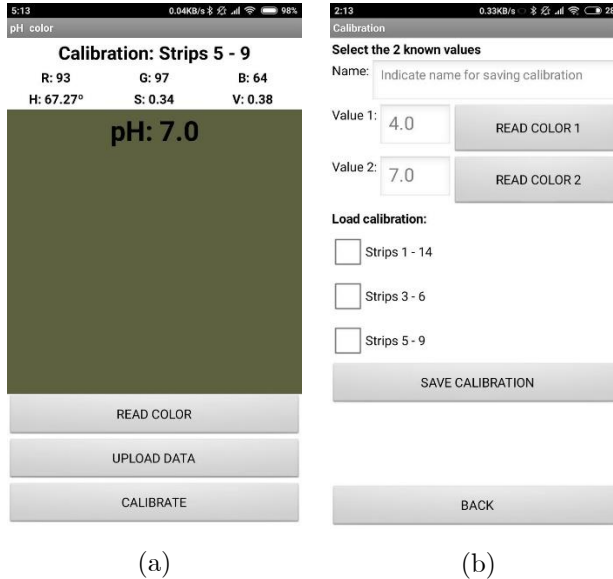 5:13 0.04KB/s 98%
pH color
Calibration: Strips 5 - 9
R: 93 G: 97 B: 64
H: 67.27º S: 0.34 V: 0.38
pH: 7.0
READ COLOR
UPLOAD DATA
CALIBRATE
(a)
2:13 0.33KB/s 28
Calibration
Select the 2 known values
Name: Indicate name for saving calibration
Value 1: 4.0 READ COLOR 1
Value 2: 7.0 READ COLOR 2
Load calibration:
Strips 1 - 14
Strips 3 - 6
Strips 5 - 9
SAVE CALIBRATION
BACK
(b)